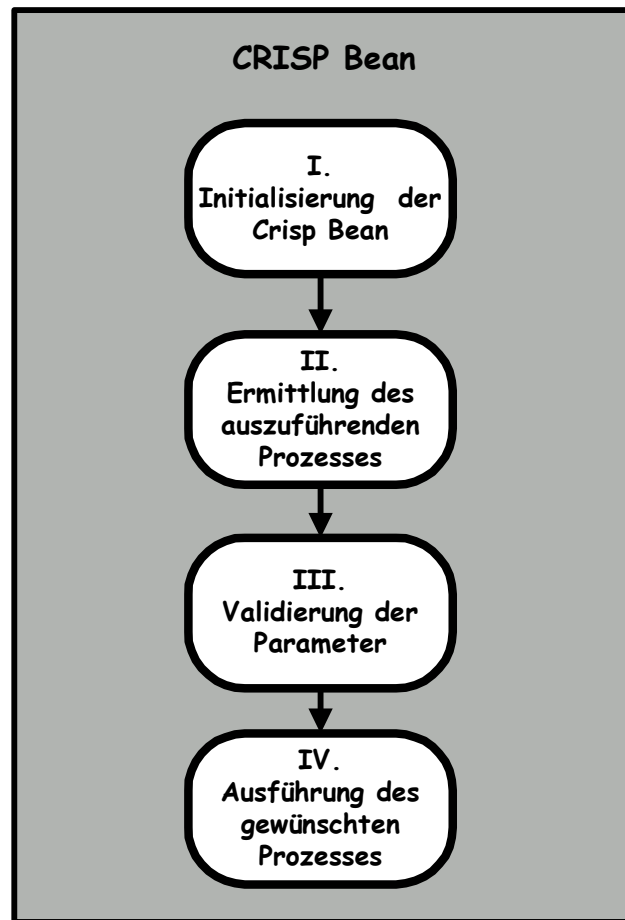 CRISP Bean
I.
Initialisierung der
Crisp Bean
II.
Ermittlung des
auszuführenden
Prozesses
III.
Validierung der
Parameter
IV.
Ausführung des
gewünschten
Prozesses